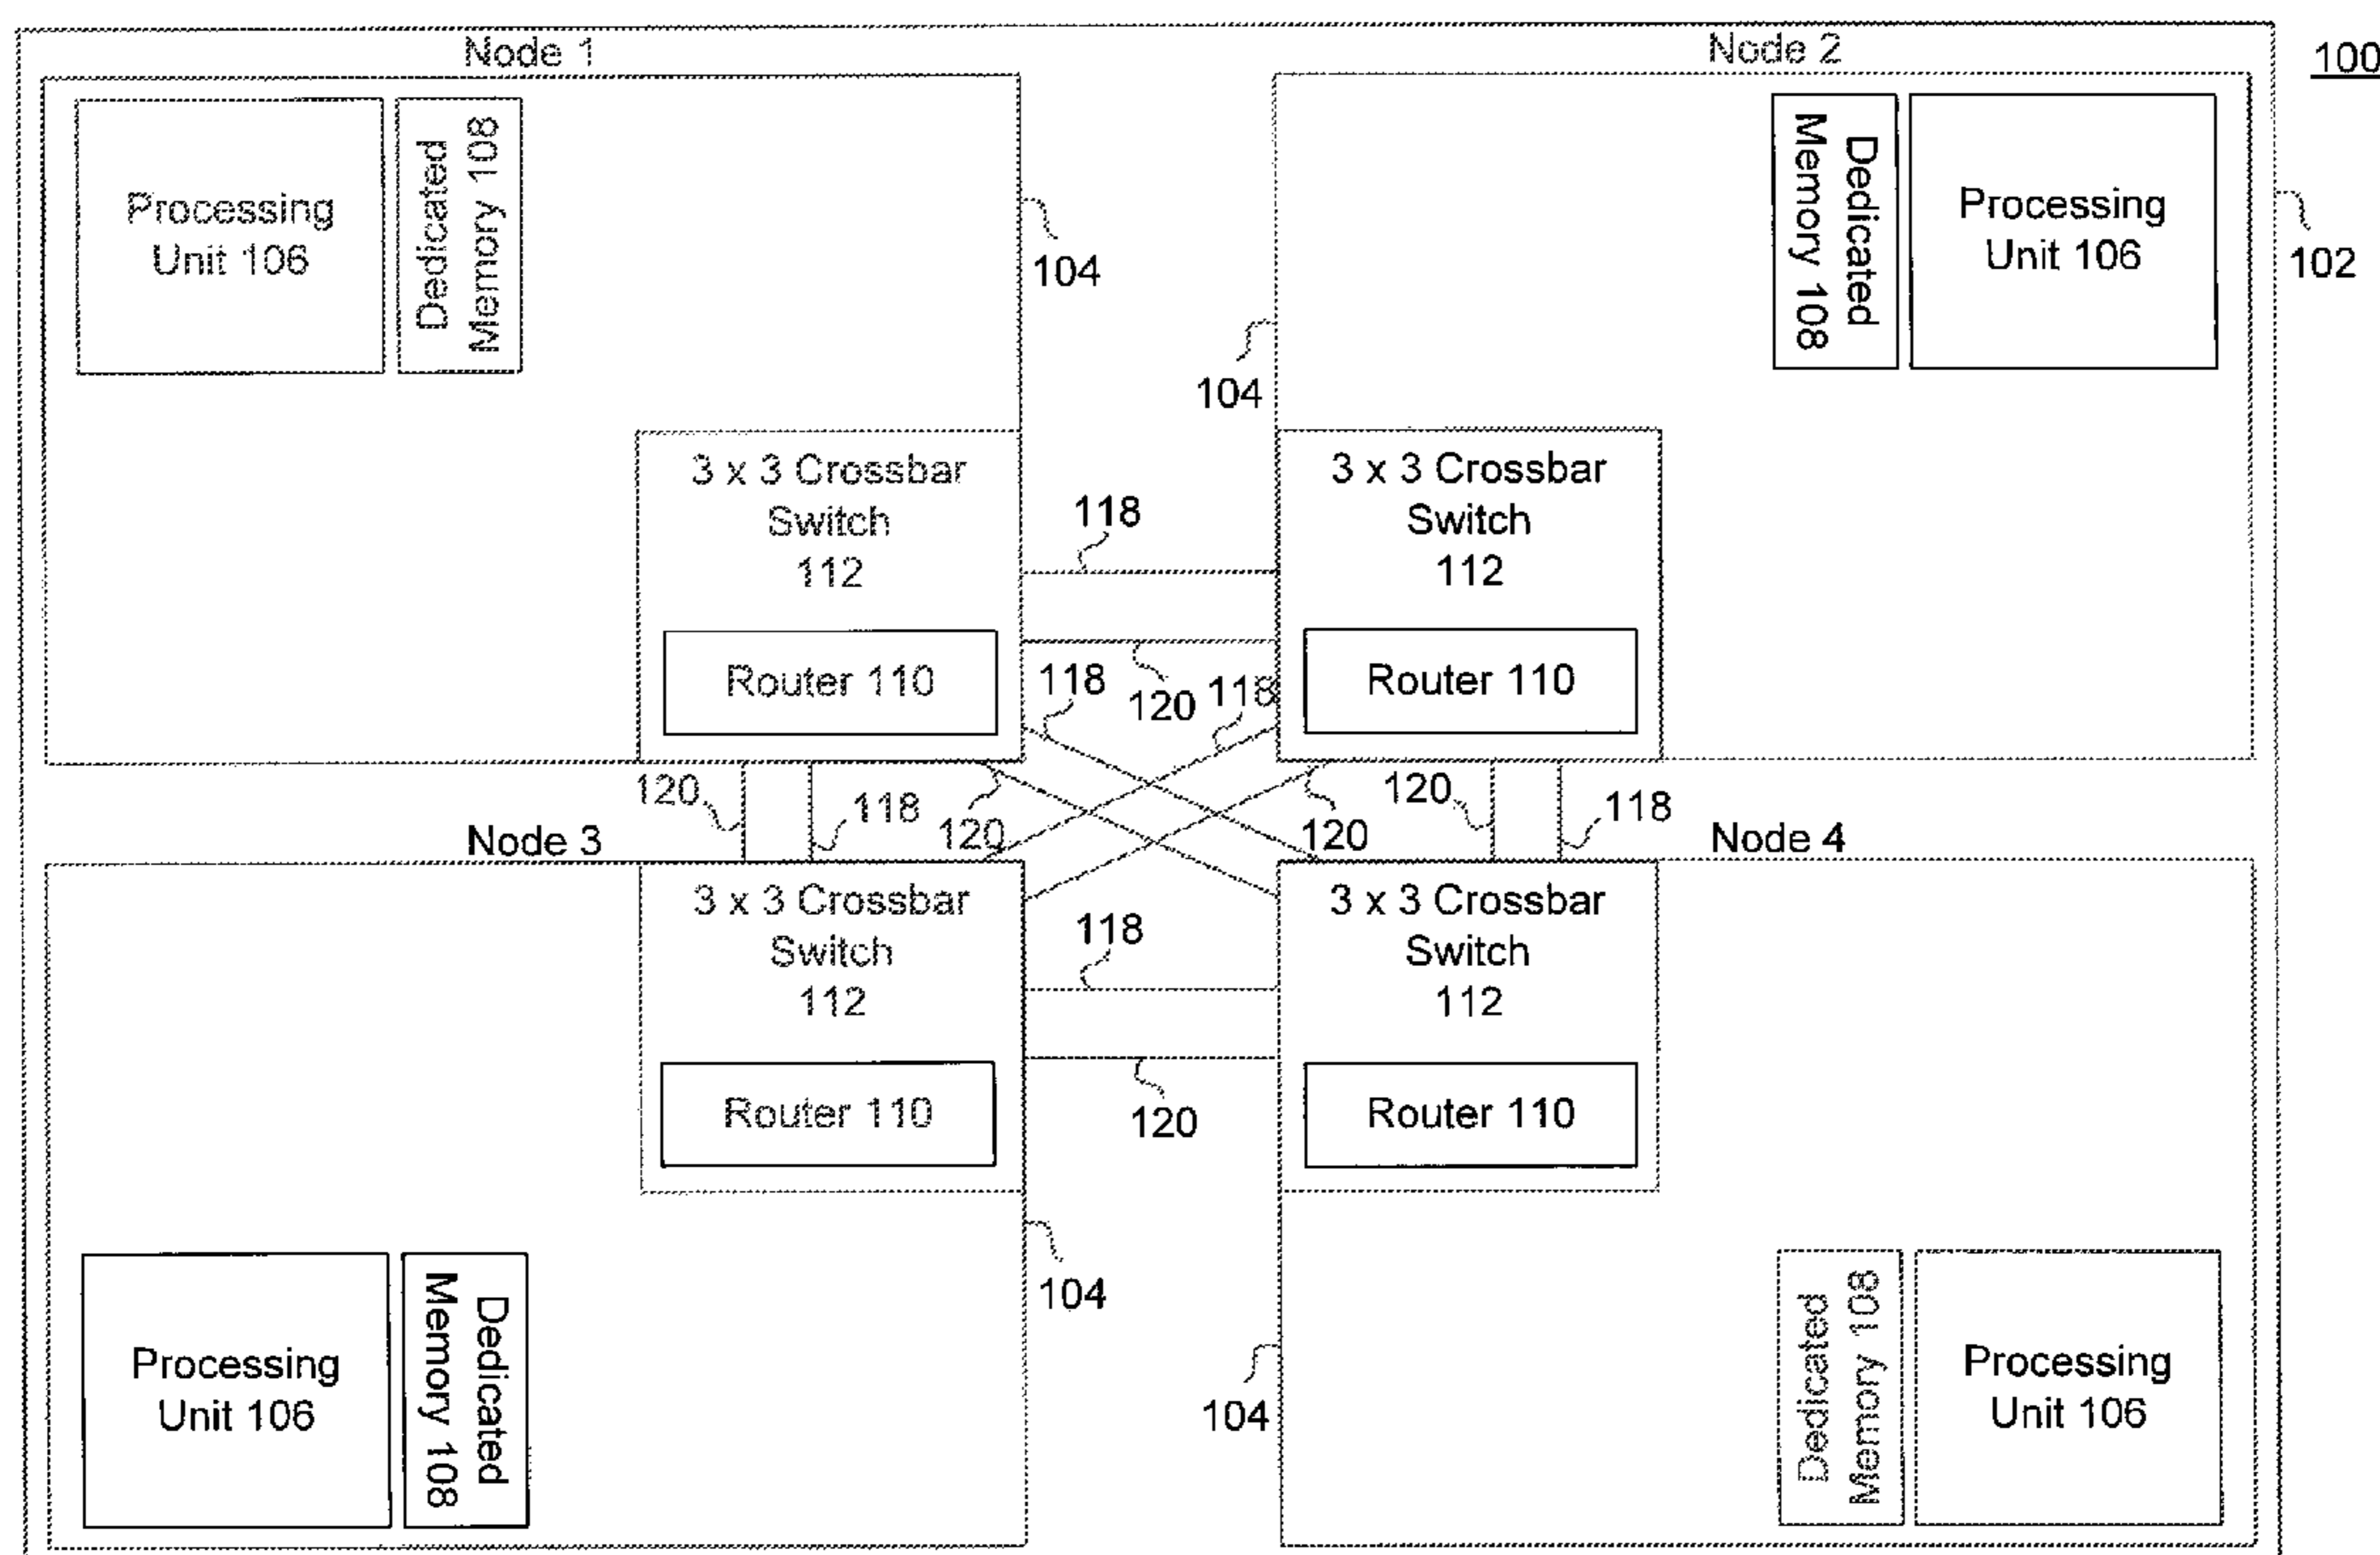 Node 1
Node 2
100
Processing
Unit 106
Dedicated
Memory 108
Dedicated
Memory 108
Processing
Unit 106
104
102
104
3 x 3 Crossbar
Switch
112
118
3 x 3 Crossbar
Switch
112
Router 110
118
120
118
Router 110
120
118
120
120
120
118
Node 3
Node 4
3 x 3 Crossbar
Switch
112
118
3 x 3 Crossbar
Switch
112
Router 110
120
Router 110
104
104
Processing
Unit 106
Dedicated
Memory 108
Dedicated
Memory 108
Processing
Unit 106